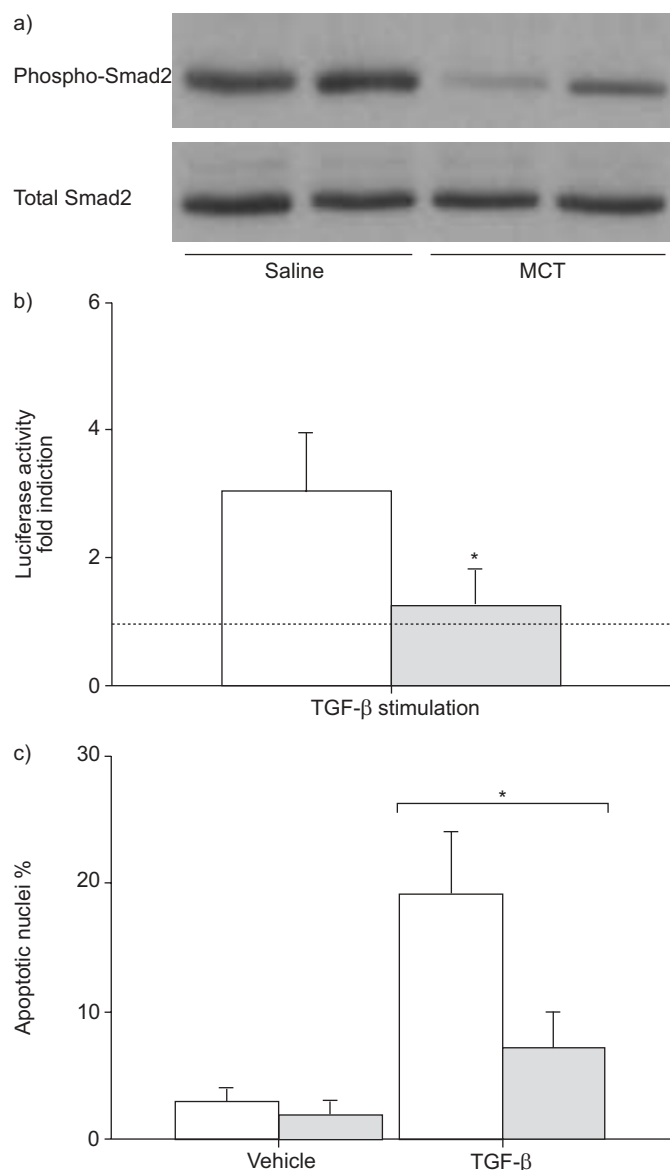 a)
Phospho-Smad2
Total Smad2
Saline MCT
b)
6
4
2
0
Luciferase activity
fold indiction
*
TGF-β stimulation
c)
30
20
10
0
Apoptotic nuclei %
*
Vehicle TGF-β